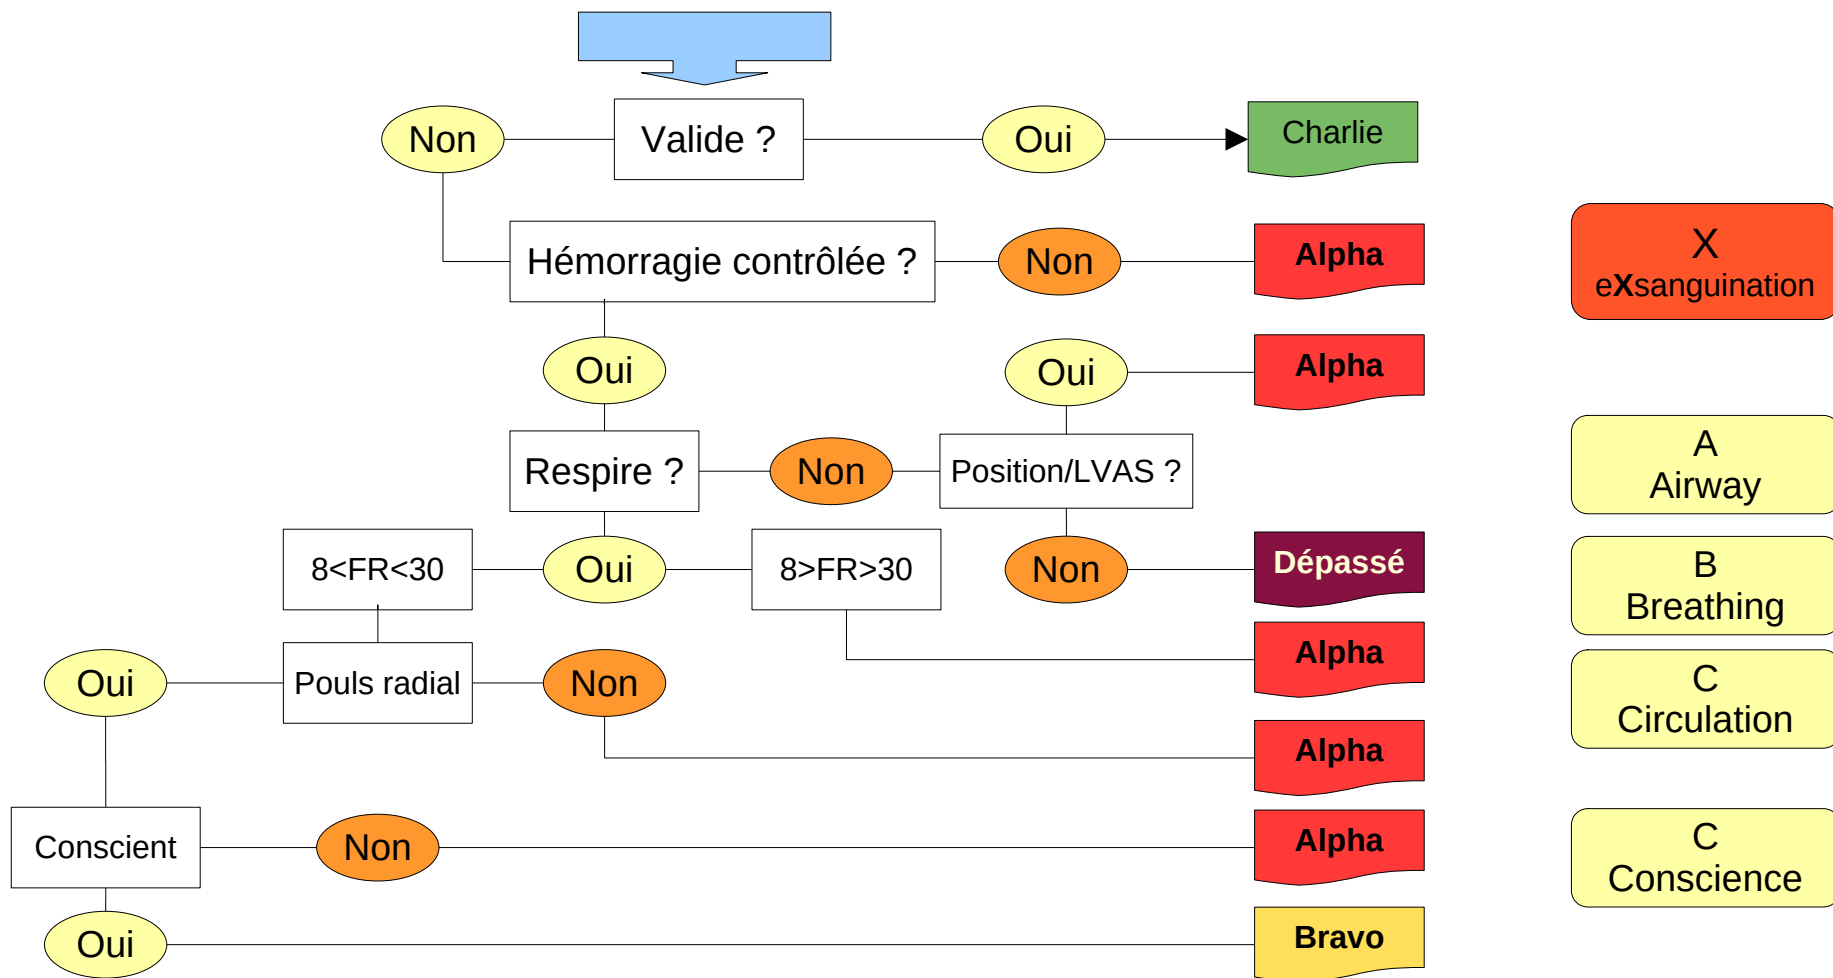 Non
Valide ?
Oui
Charlie
Hémorragie contrôlée ?
Non
Alpha
X
eXsanguination
Oui
Oui
Alpha
Respire ?
Non
Position/LVAS ?
A
Airway
8<FR<30
Oui
8>FR>30
Non
Dépassé
B
Breathing
Oui
Pouls radial
Non
Alpha
C
Circulation
Alpha
Conscient
Non
Alpha
C
Conscience
Oui
Bravo